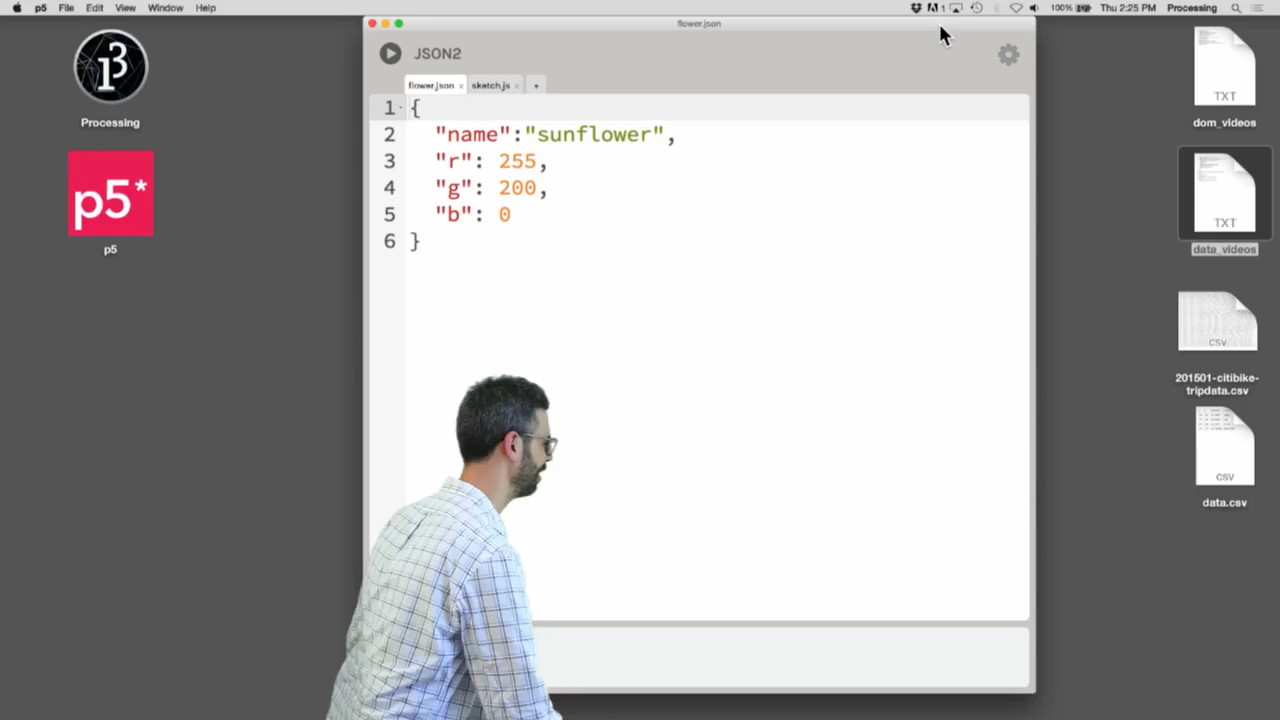 p5 File Edit View Window Help
1 100% Thu 2:25 PM Processing
flower.json
JSON2
flower.json x sketch.js x +
1 {
2 "name":"sunflower",
3 "r": 255,
4 "g": 200,
5 "b": 0
6 }
Processing
p5*
p5
TXT
dom_videos
TXT
data_videos
CSV
201501-citibike-
tripdata.csv
CSV
data.csv